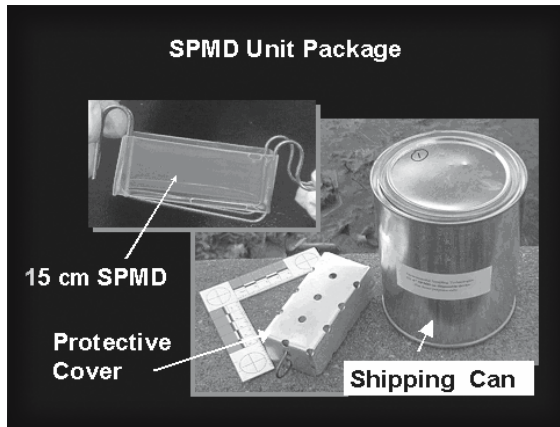 SPMD Unit Package
15 cm SPMD
Protective
Cover
Shipping Can